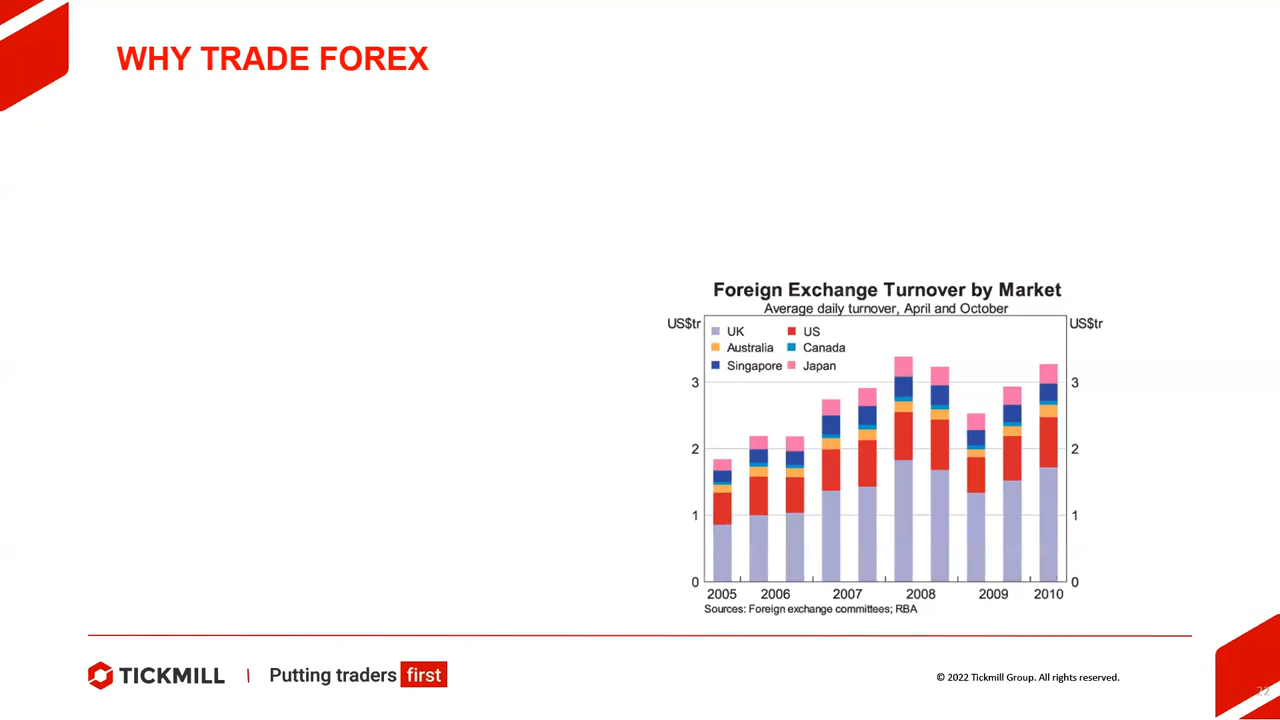 WHY TRADE FOREX
Foreign Exchange Turnover by Market
Average daily turnover, April and October
US$tr
US$tr
UK
US
Australia
Canada
Singapore
Japan
3
3
2
2
1
1
0
0
2005
2006
2007
2008
2009
2010
Sources: Foreign exchange committees; RBA
TICKMILL
Putting traders first
© 2022 Tickmill Group. All rights reserved.
22